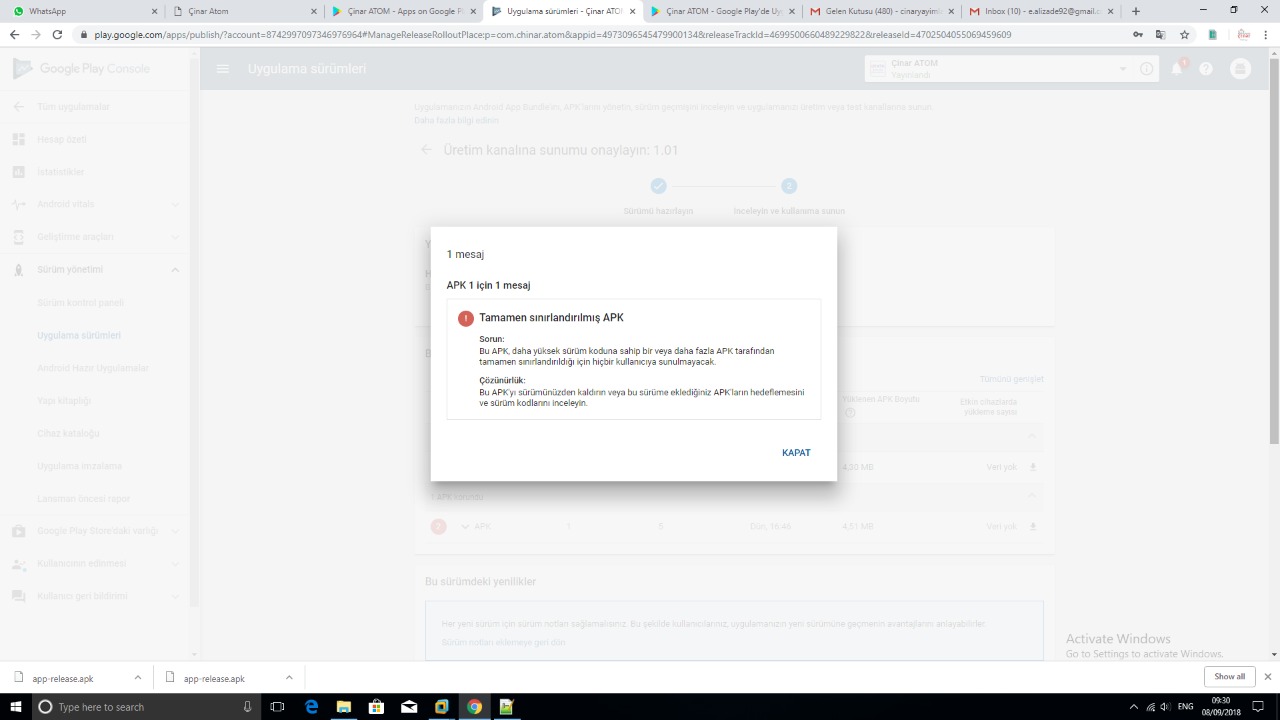 WhatsApp
Çinar Atom
Çinar ATOM - Apps on Google Pl
Uygulama sürümleri - Çinar ATO
Çinar ATOM - Google Play'de Uy
Gelen Kutusu (480) - cinaryayim
Inbox (10) - e.alizade92@gmail.c
play.google.com/apps/publish/?account=8742997097346976964#ManageReleaseRolloutPlace:p=com.chinar.atom&appid=4973096545479900134&releaseTrackId=4699500660489229822&releaseId=4702504055069459609
Google Play Console
Uygulama sürümleri
Çinar ATOM
Yayınlandı
1
Tüm uygulamalar
Hesap özeti
İstatistikler
Android vitals
Geliştirme araçları
Sürüm yönetimi
Sürüm kontrol paneli
Uygulama sürümleri
Android Hazır Uygulamalar
Yapı kitaplığı
Cihaz kataloğu
Uygulama imzalama
Lansman öncesi rapor
Google Play Store'daki varlığı
Kullanıcının edinmesi
Kullanıcı geri bildirimi
Uygulamanızın Android App Bundle'ını, APK'larını yönetin, sürüm geçmişini inceleyin ve uygulamanızı üretim veya test kanallarına sunun.
Daha fazla bilgi edinin
Üretim kanalına sunumu onaylayın: 1.01
2
Sürümü hazırlayın
İnceleyin ve kullanıma sunun
1 mesaj
APK 1 için 1 mesaj
Tamamen sınırlandırılmış APK
Sorun:
Bu APK, daha yüksek sürüm koduna sahip bir veya daha fazla APK tarafından
tamamen sınırlandırıldığı için hiçbir kullanıcıya sunulmayacak.
Çözünürlük:
Bu APK'yı sürümünüzden kaldırın veya bu sürüme eklediğiniz APK'ların hedeflemesini
ve sürüm kodlarını inceleyin.
KAPAT
Tümünü genişlet
Yüklenen APK Boyutu
Etkin cihazlarda
yükleme sayısı
4,30 MB
Veri yok
1 APK korundu
APK
1
5
Dün, 16:46
4,51 MB
Veri yok
Bu sürümdeki yenilikler
Her yeni sürüm için sürüm notları sağlamalısınız. Bu şekilde kullanıcılarınız, uygulamanızın yeni sürümüne geçmenin avantajlarını anlayabilirler.
Sürüm notları eklemeye geri dön
Activate Windows
Go to Settings to activate Windows.
app-release.apk
app-release.apk
Show all
Type here to search
ENG
09:30
08/09/2018